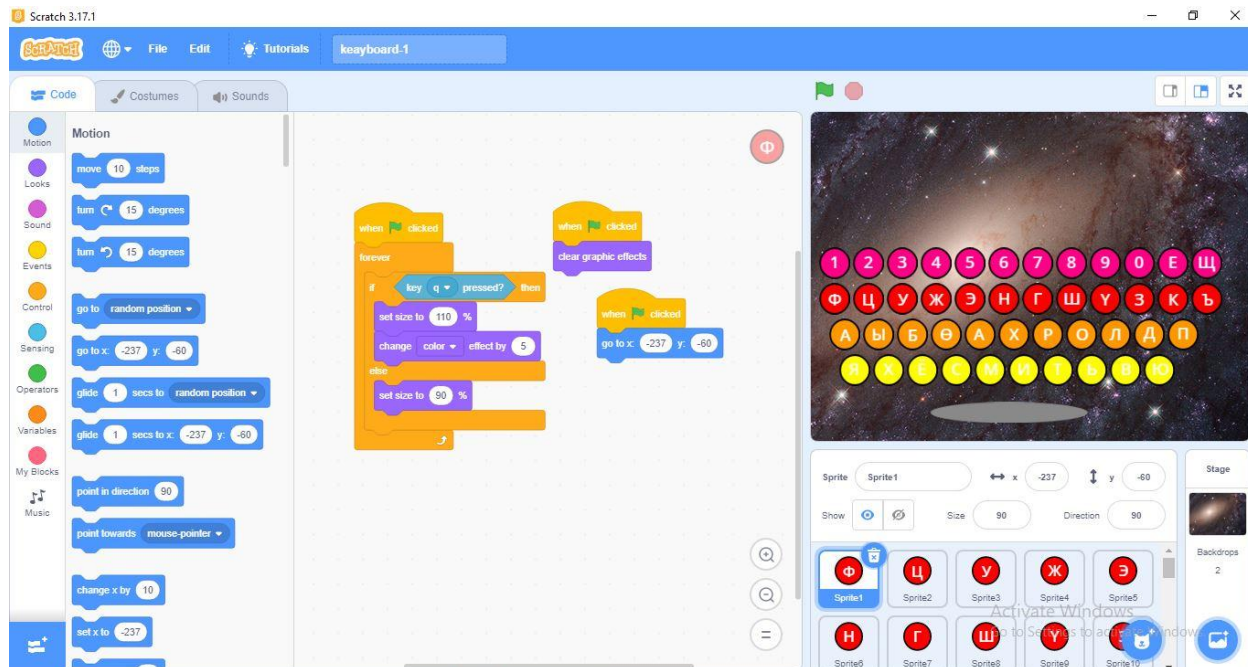 Scratch 3.17.1
SCRATCH
File Edit Tutorials keayboard-1
Code Costumes Sounds
Motion
Looks
Sound
Events
Control
Sensing
Operators
Variables
My Blocks
Music
Motion
move 10 steps
turn 15 degrees
turn 15 degrees
go to random position
go to x: -237 y: -60
glide 1 secs to random position
glide 1 secs to x: -237 y: -60
point in direction 90
point towards mouse-pointer
change x by 10
set x to -237
when clicked
forever
if key q pressed? then
set size to 110 %
change color effect by 5
else
set size to 90 %
when clicked
clear graphic effects
when clicked
go to x: -237 y: -60
Ф
1 2 3 4 5 6 7 8 9 0 Е Щ
Ф Ц У Ж Э Н Г Ш Ү З К Ъ
А Ы Б Ө А Х Р О Л Д П
Я Х Е С М И Т Ь В Ю
Sprite Sprite1 x -237 y -60
Show Size 90 Direction 90
Ф Ц У Ж Э
Sprite1 Sprite2 Sprite3 Sprite4 Sprite5
Н Г Ш Ү
Sprite6 Sprite7 Sprite8 Sprite9 Sprite10
Stage
Backdrops
2
Activate Windows
Go to Settings to activate Windows